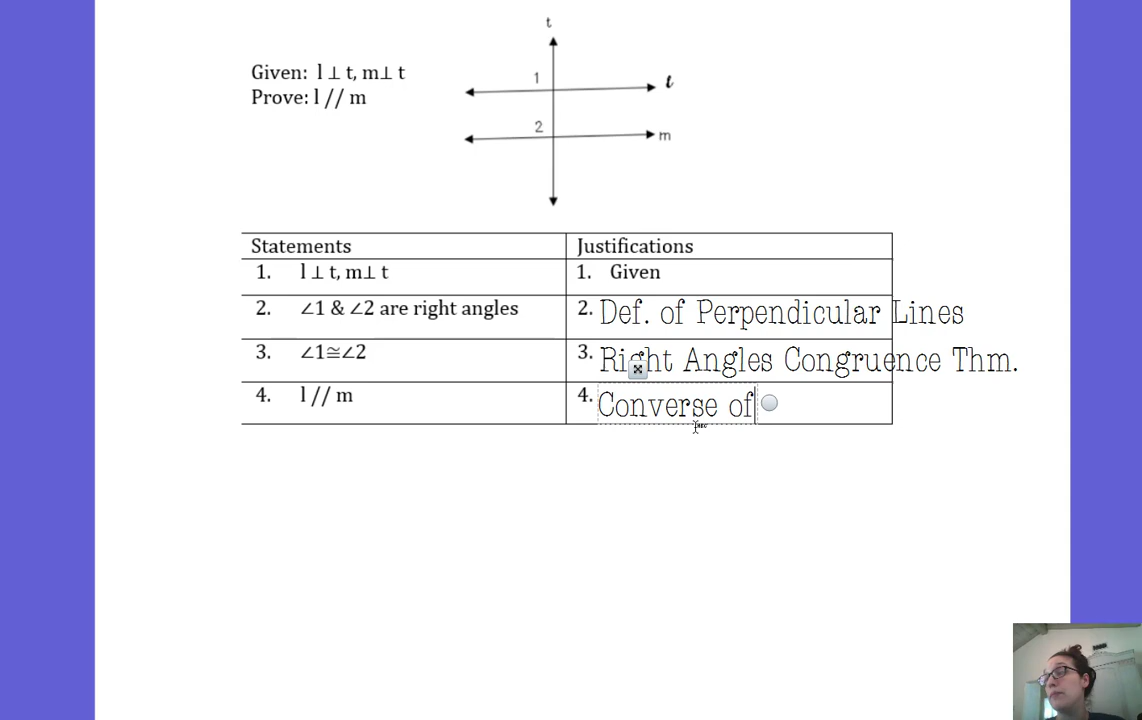 t
Given: l ⊥ t, m⊥ t
Prove: l // m
1
l
2
m
Statements Justifications
1. l ⊥ t, m⊥ t 1. Given
2. ∠1 & ∠2 are right angles 2. Def. of Perpendicular Lines
3. ∠1≅∠2 3. Right Angles Congruence Thm.
4. l // m 4. Converse of